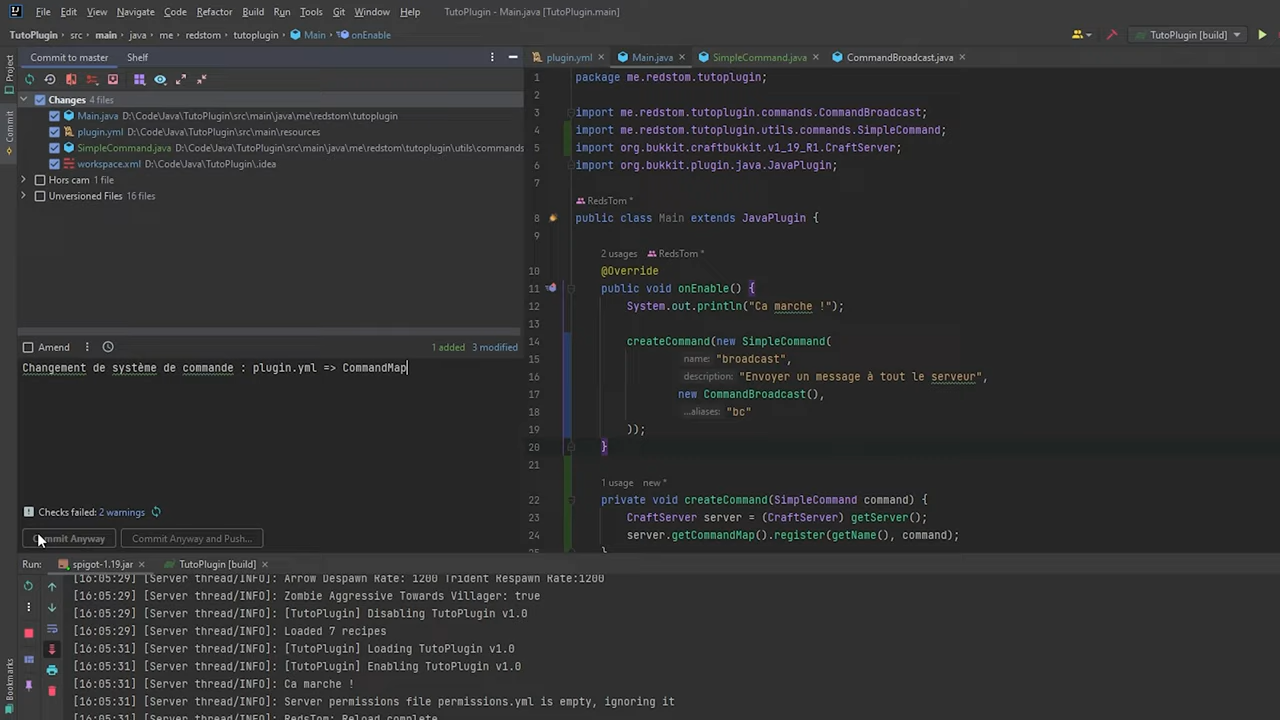 File Edit View Navigate Code Refactor Build Run Tools Git Window Help TutoPlugin - Main.java [TutoPlugin.main]
TutoPlugin src main java me redstom tutoplugin Main onEnable TutoPlugin [build]
Project
Commit
Bookmarks
Commit to master Shelf
Changes 4 files
Main.java D:\Code\Java\TutoPlugin\src\main\java\me\redstom\tutoplugin
plugin.yml D:\Code\Java\TutoPlugin\src\main\resources
SimpleCommand.java D:\Code\Java\TutoPlugin\src\main\java\me\redstom\tutoplugin\utils\commands
workspace.xml D:\Code\Java\TutoPlugin\.idea
Hors cam 1 file
Unversioned Files 16 files
Amend 1 added 3 modified
Changement de système de commande : plugin.yml => CommandMap
Checks failed: 2 warnings
Commit Anyway Commit Anyway and Push...
plugin.yml Main.java SimpleCommand.java CommandBroadcast.java
1 package me.redstom.tutoplugin;
2
3 import me.redstom.tutoplugin.commands.CommandBroadcast;
4 import me.redstom.tutoplugin.utils.commands.SimpleCommand;
5 import org.bukkit.craftbukkit.v1_19_R1.CraftServer;
6 import org.bukkit.plugin.java.JavaPlugin;
7
RedsTom *
8 public class Main extends JavaPlugin {
9
2 usages RedsTom *
10 @Override
11 public void onEnable() {
12 System.out.println("Ca marche !");
13
14 createCommand(new SimpleCommand(
15 name: "broadcast",
16 description: "Envoyer un message à tout le serveur",
17 new CommandBroadcast(),
18 ...aliases: "bc"
19 ));
20 }
21
1 usage new *
22 private void createCommand(SimpleCommand command) {
23 CraftServer server = (CraftServer) getServer();
24 server.getCommandMap().register(getName(), command);
25 }
Run: spigot-1.19.jar TutoPlugin [build]
[16:05:29] [Server thread/INFO]: Arrow Despawn Rate: 1200 Trident Respawn Rate:1200
[16:05:29] [Server thread/INFO]: Zombie Aggressive Towards Villager: true
[16:05:29] [Server thread/INFO]: [TutoPlugin] Disabling TutoPlugin v1.0
[16:05:29] [Server thread/INFO]: Loaded 7 recipes
[16:05:31] [Server thread/INFO]: [TutoPlugin] Loading TutoPlugin v1.0
[16:05:31] [Server thread/INFO]: [TutoPlugin] Enabling TutoPlugin v1.0
[16:05:31] [Server thread/INFO]: Ca marche !
[16:05:31] [Server thread/INFO]: Server permissions file permissions.yml is empty, ignoring it
[16:05:31] [Server thread/INFO]: RedsTom: Reload complete.